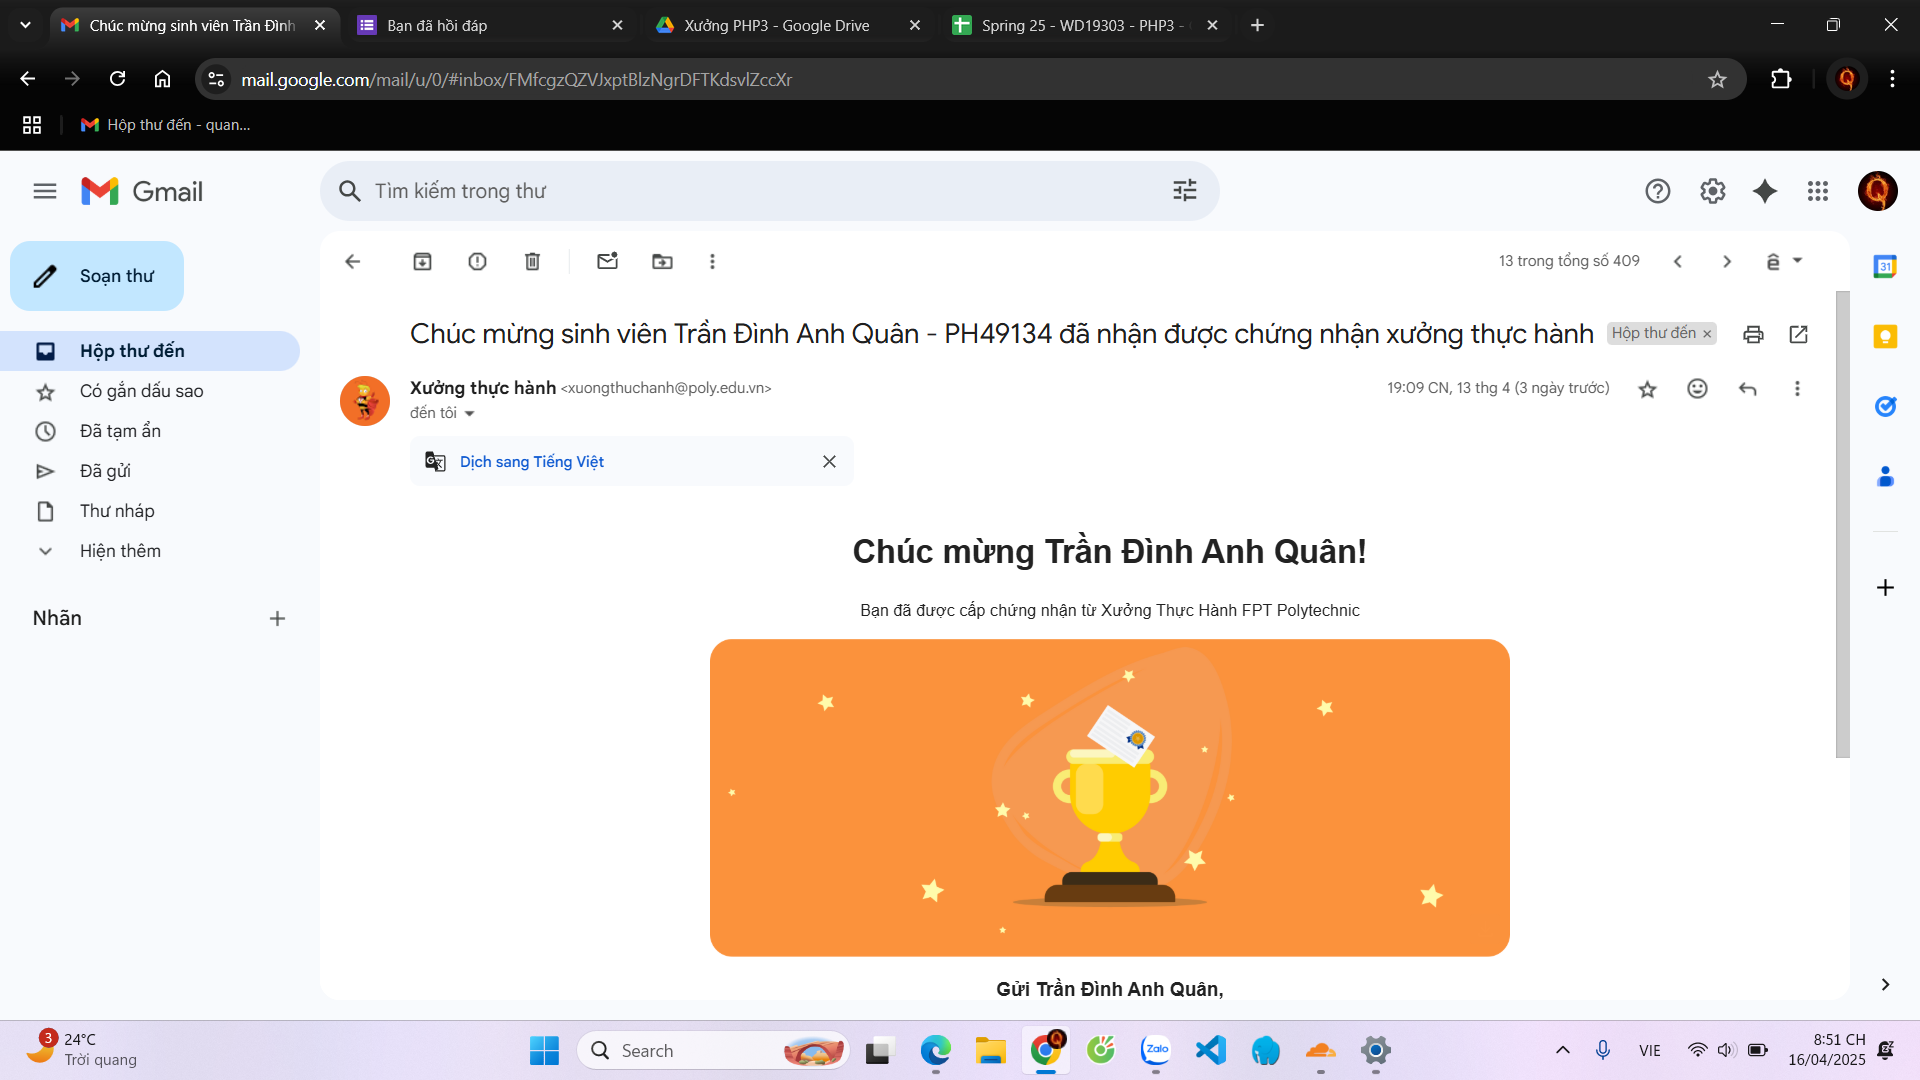 Chúc mừng sinh viên Trần Đình
Bạn đã hồi đáp
Xưởng PHP3 - Google Drive
Spring 25 - WD19303 - PHP3 -
mail.google.com/mail/u/0/#inbox/FMfcgzQZVJxptBlzNgrDFTKdsvlZccXr
Hộp thư đến - quan...
Gmail
Tìm kiếm trong thư
Soạn thư
13 trong tổng số 409
Chúc mừng sinh viên Trần Đình Anh Quân - PH49134 đã nhận được chứng nhận xưởng thực hành
Hộp thư đến ×
Hộp thư đến
Có gắn dấu sao
Đã tạm ẩn
Đã gửi
Thư nháp
Hiện thêm
Nhãn
Xưởng thực hành <xuongthuchanh@poly.edu.vn>
19:09 CN, 13 thg 4 (3 ngày trước)
đến tôi
Dịch sang Tiếng Việt
Chúc mừng Trần Đình Anh Quân!
Bạn đã được cấp chứng nhận từ Xưởng Thực Hành FPT Polytechnic
Gửi Trần Đình Anh Quân,
31
3
24°C
Trời quang
Search
Zalo
VIE
8:51 CH
16/04/2025